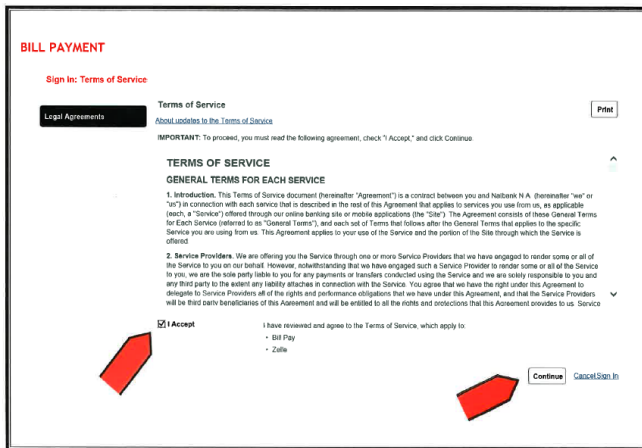 BILL PAYMENT
Sign In: Terms of Service
Legal Agreements
Terms of Service
Print
About updates to the Terms of Service
IMPORTANT: To proceed, you must read the following agreement, check "I Accept," and click Continue.
TERMS OF SERVICE
GENERAL TERMS FOR EACH SERVICE
1. Introduction. This Terms of Service document (hereinafter "Agreement") is a contract between you and Natbank N A (hereinafter "we" or
"us") in connection with each service that is described in the rest of this Agreement that applies to services you use from us, as applicable
(each, a "Service") offered through our online banking site or mobile applications (the "Site"). The Agreement consists of these General Terms
for Each Service (referred to as "General Terms"), and each set of Terms that follows after the General Terms that applies to the specific
Service you are using from us. This Agreement applies to your use of the Service and the portion of the Site through which the Service is
offered.
2. Service Providers. We are offering you the Service through one or more Service Providers that we have engaged to render some or all of
the Service to you on our behalf. However, notwithstanding that we have engaged such a Service Provider to render some or all of the Service
to you, we are the sole party liable to you for any payments or transfers conducted using the Service and we are solely responsible to you and
any third party to the extent any liability attaches in connection with the Service. You agree that we have the right under this Agreement to
delegate to Service Providers all of the rights and performance obligations that we have under this Agreement, and that the Service Providers
will be third party beneficiaries of this Agreement and will be entitled to all the rights and protections that this Agreement provides to us. Service
I Accept
I have reviewed and agree to the Terms of Service, which apply to:
• Bill Pay
• Zelle
Continue
Cancel Sign In